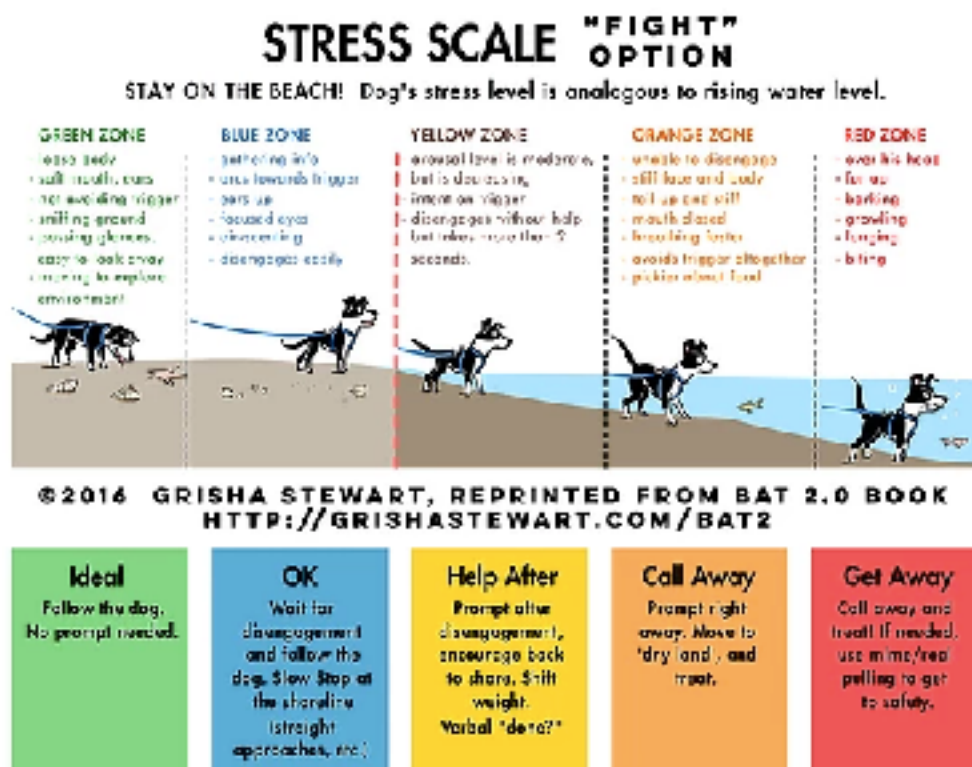 STRESS SCALE "FIGHT" OPTION
STAY ON THE BEACH! Dog's stress level is analogous to rising water level.
GREEN ZONE
- loose body
- soft mouth, ears
- not avoiding trigger
- sniffing ground
- passing glances,
easy to look away
- moving to explore
environment
BLUE ZONE
- gathering info
- arcs towards trigger
- ears up
- focused eyes
- airscenting
- disengages easily
YELLOW ZONE
- arousal level is moderate,
but is decreasing
- intent on trigger
- disengages without help
but takes more than 2
seconds.
ORANGE ZONE
- unable to disengage
- stiff face and body
- tail up and stiff
- mouth closed
- breathing faster
- avoids trigger altogether
- pickier about food
RED ZONE
- over his head
- fur up
- barking
- growling
- lunging
- biting
©2016 GRISHA STEWART, REPRINTED FROM BAT 2.0 BOOK
HTTP://GRISHASTEWART.COM/BAT2
Ideal
Follow the dog.
No prompt needed.
OK
Wait for
disengagement
and follow the
dog. Slow Stop at
the shoreline
(straight
approaches, etc.)
Help After
Prompt after
disengagement,
encourage back
to shore. Shift
weight.
Verbal "done?"
Call Away
Prompt right
away. Move to
'dry land', and
treat.
Get Away
Call away and
treat! If needed,
use mime/real
pulling to get
to safety.